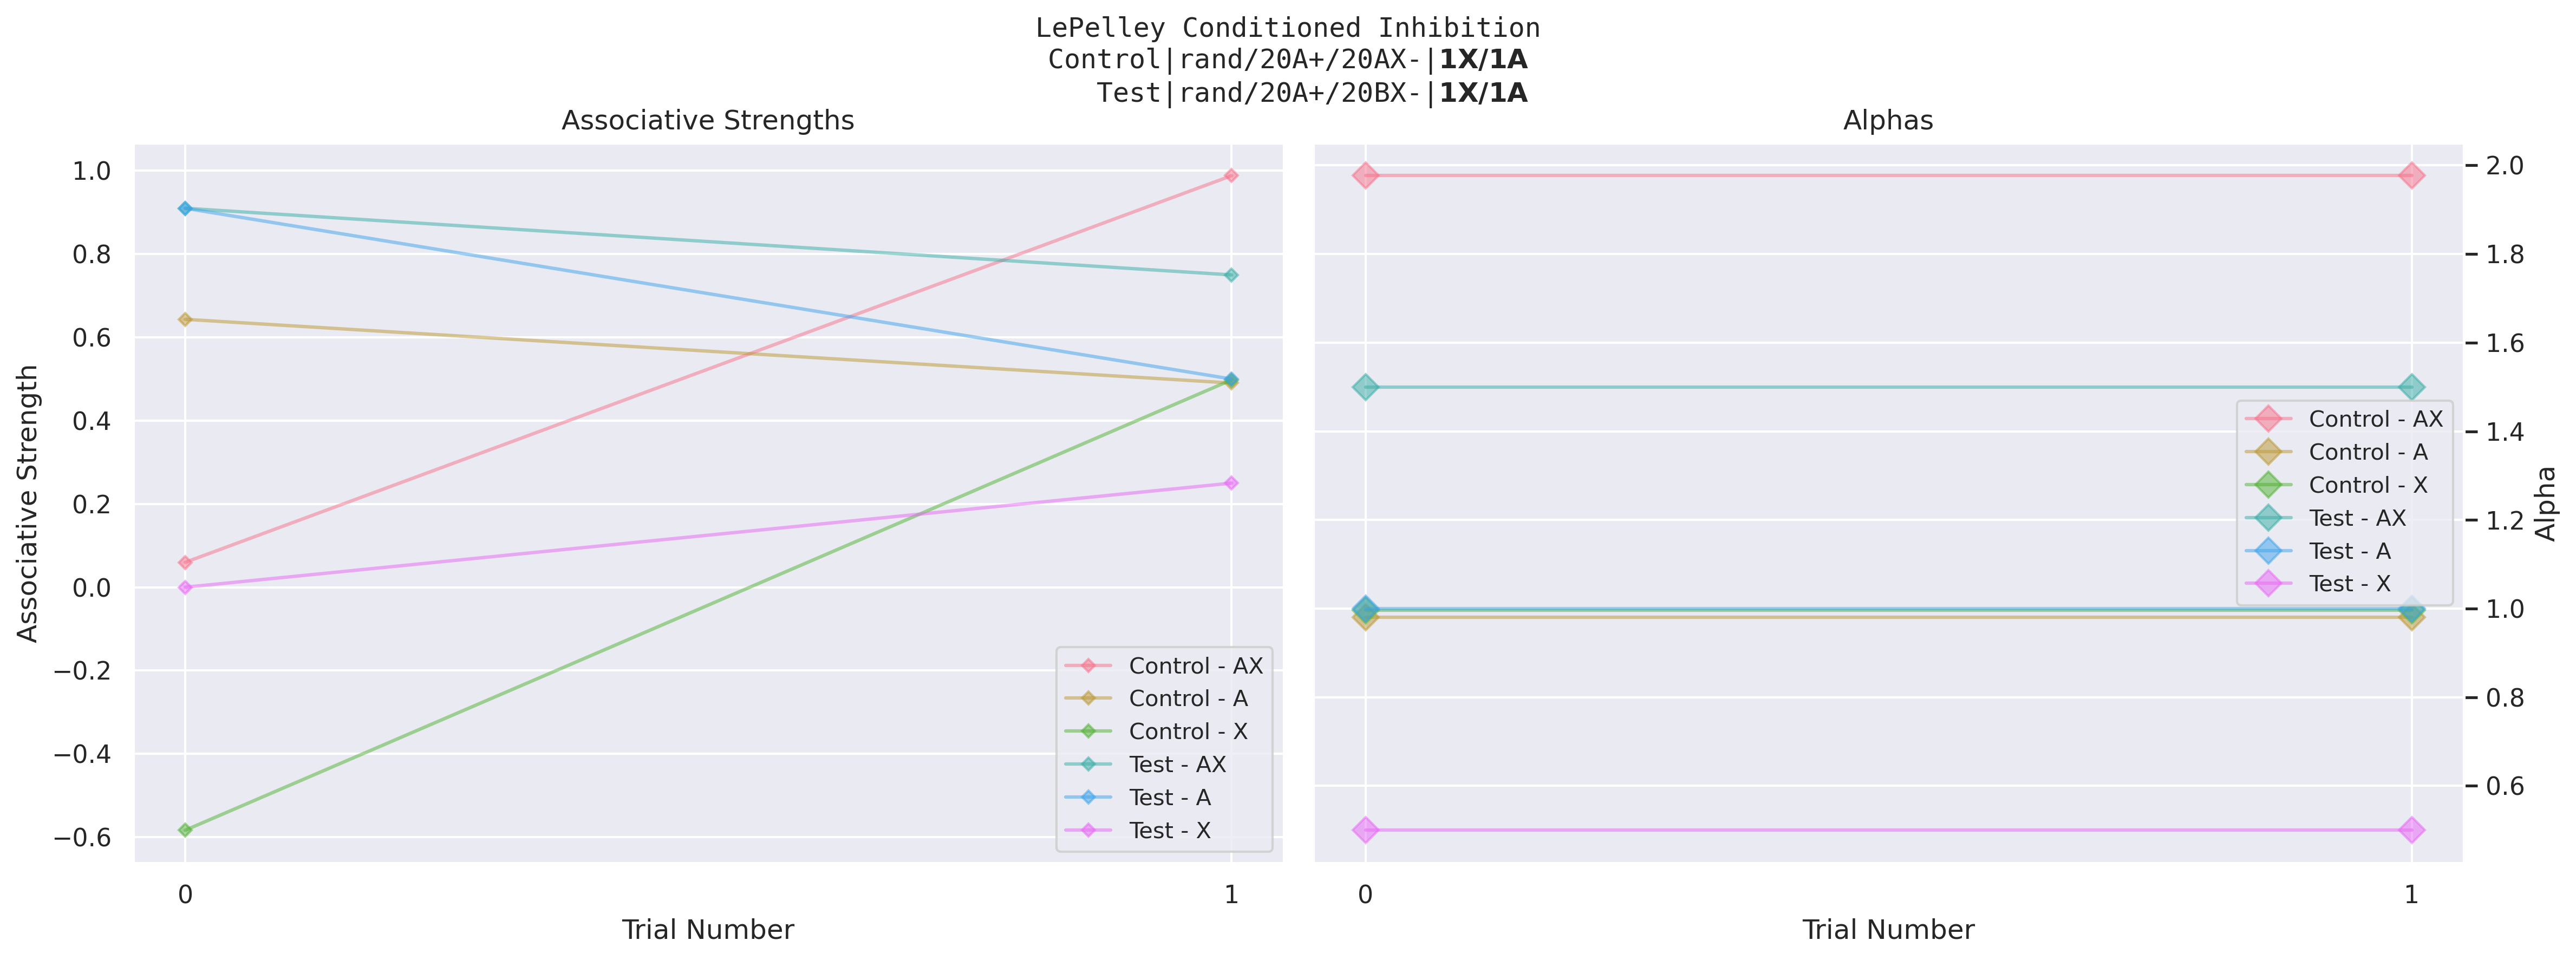 LePelley Conditioned Inhibition
Control|rand/20A+/20AX-|1X/1A
Test|rand/20A+/20BX-|1X/1A
Associative Strengths
Associative Strength
1.0
0.8
0.6
0.4
0.2
0.0
−0.2
−0.4
−0.6
Control - AX
Control - A
Control - X
Test - AX
Test - A
Test - X
0
1
Trial Number
Alphas
2.0
1.8
1.6
1.4
1.2
1.0
0.8
0.6
Alpha
Control - AX
Control - A
Control - X
Test - AX
Test - A
Test - X
0
1
Trial Number